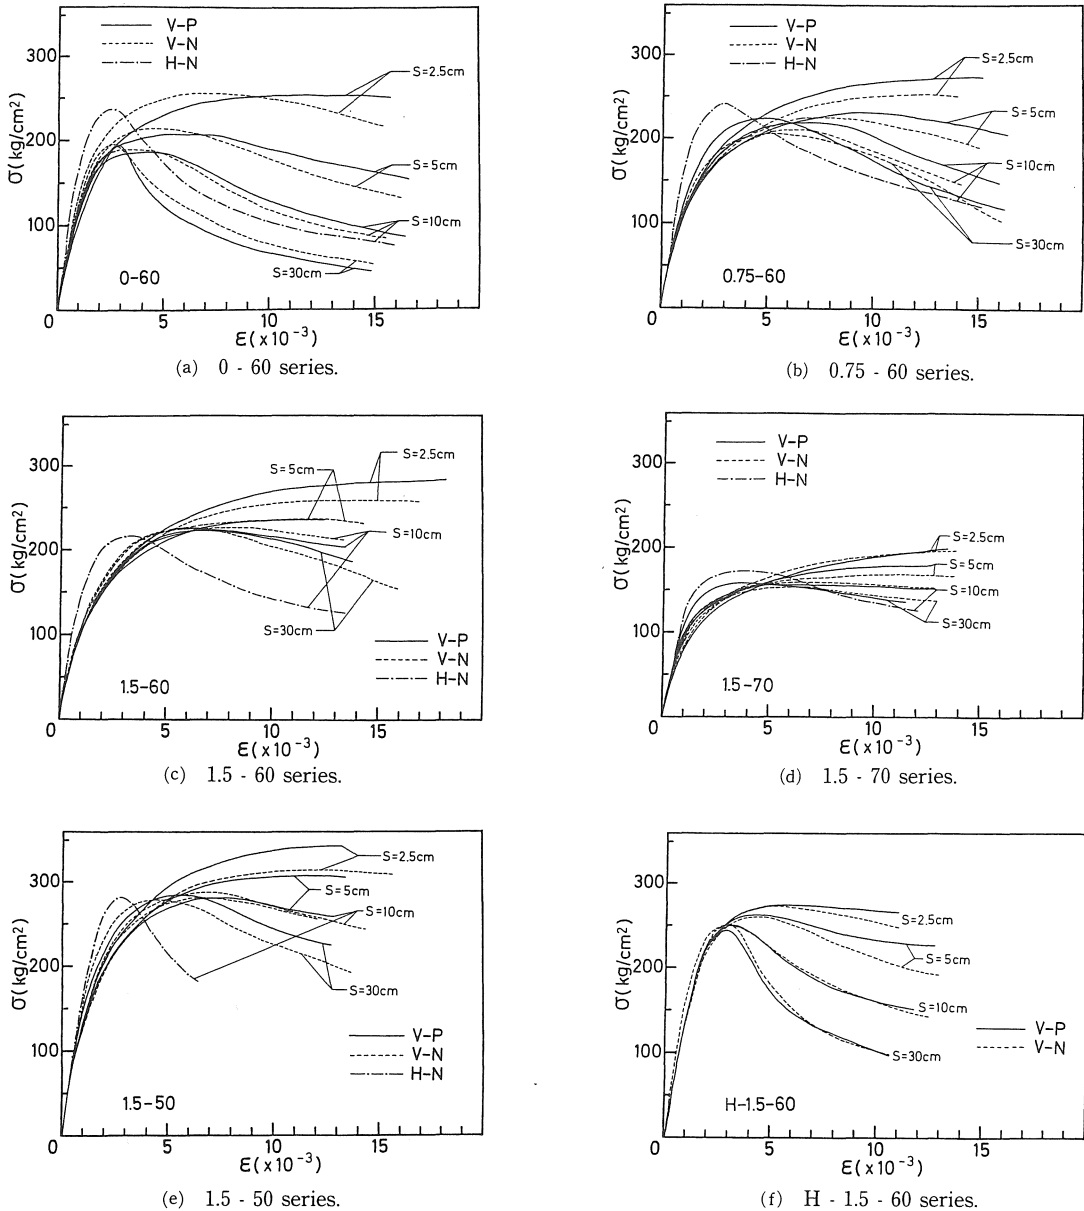 V-P
V-N
H-N
S=2.5cm
S=5cm
S=10cm
S=30cm
300
200
100
0
5
10
15
σ(kg/cm2)
0-60
ε(×10-3)
(a) 0 - 60 series.
V-P
V-N
H-N
S=2.5cm
S=5cm
S=10cm
S=30cm
300
200
100
0
5
10
15
σ(kg/cm2)
0.75-60
ε(×10-3)
(b) 0.75 - 60 series.
S=2.5cm
S=5cm
S=10cm
S=30cm
V-P
V-N
H-N
300
200
100
0
5
10
15
σ(kg/cm2)
1.5-60
ε(×10-3)
(c) 1.5 - 60 series.
V-P
V-N
H-N
S=2.5cm
S=5cm
S=10cm
S=30cm
300
200
100
0
5
10
15
σ(kg/cm2)
1.5-70
ε(×10-3)
(d) 1.5 - 70 series.
S=2.5cm
S=5cm
S=10cm
S=30cm
V-P
V-N
H-N
300
200
100
0
5
10
15
σ(kg/cm2)
1.5-50
ε(×10-3)
(e) 1.5 - 50 series.
S=2.5cm
S=5cm
S=10cm
S=30cm
V-P
V-N
300
200
100
0
5
10
15
σ(kg/cm2)
H-1.5-60
ε(×10-3)
(f) H - 1.5 - 60 series.